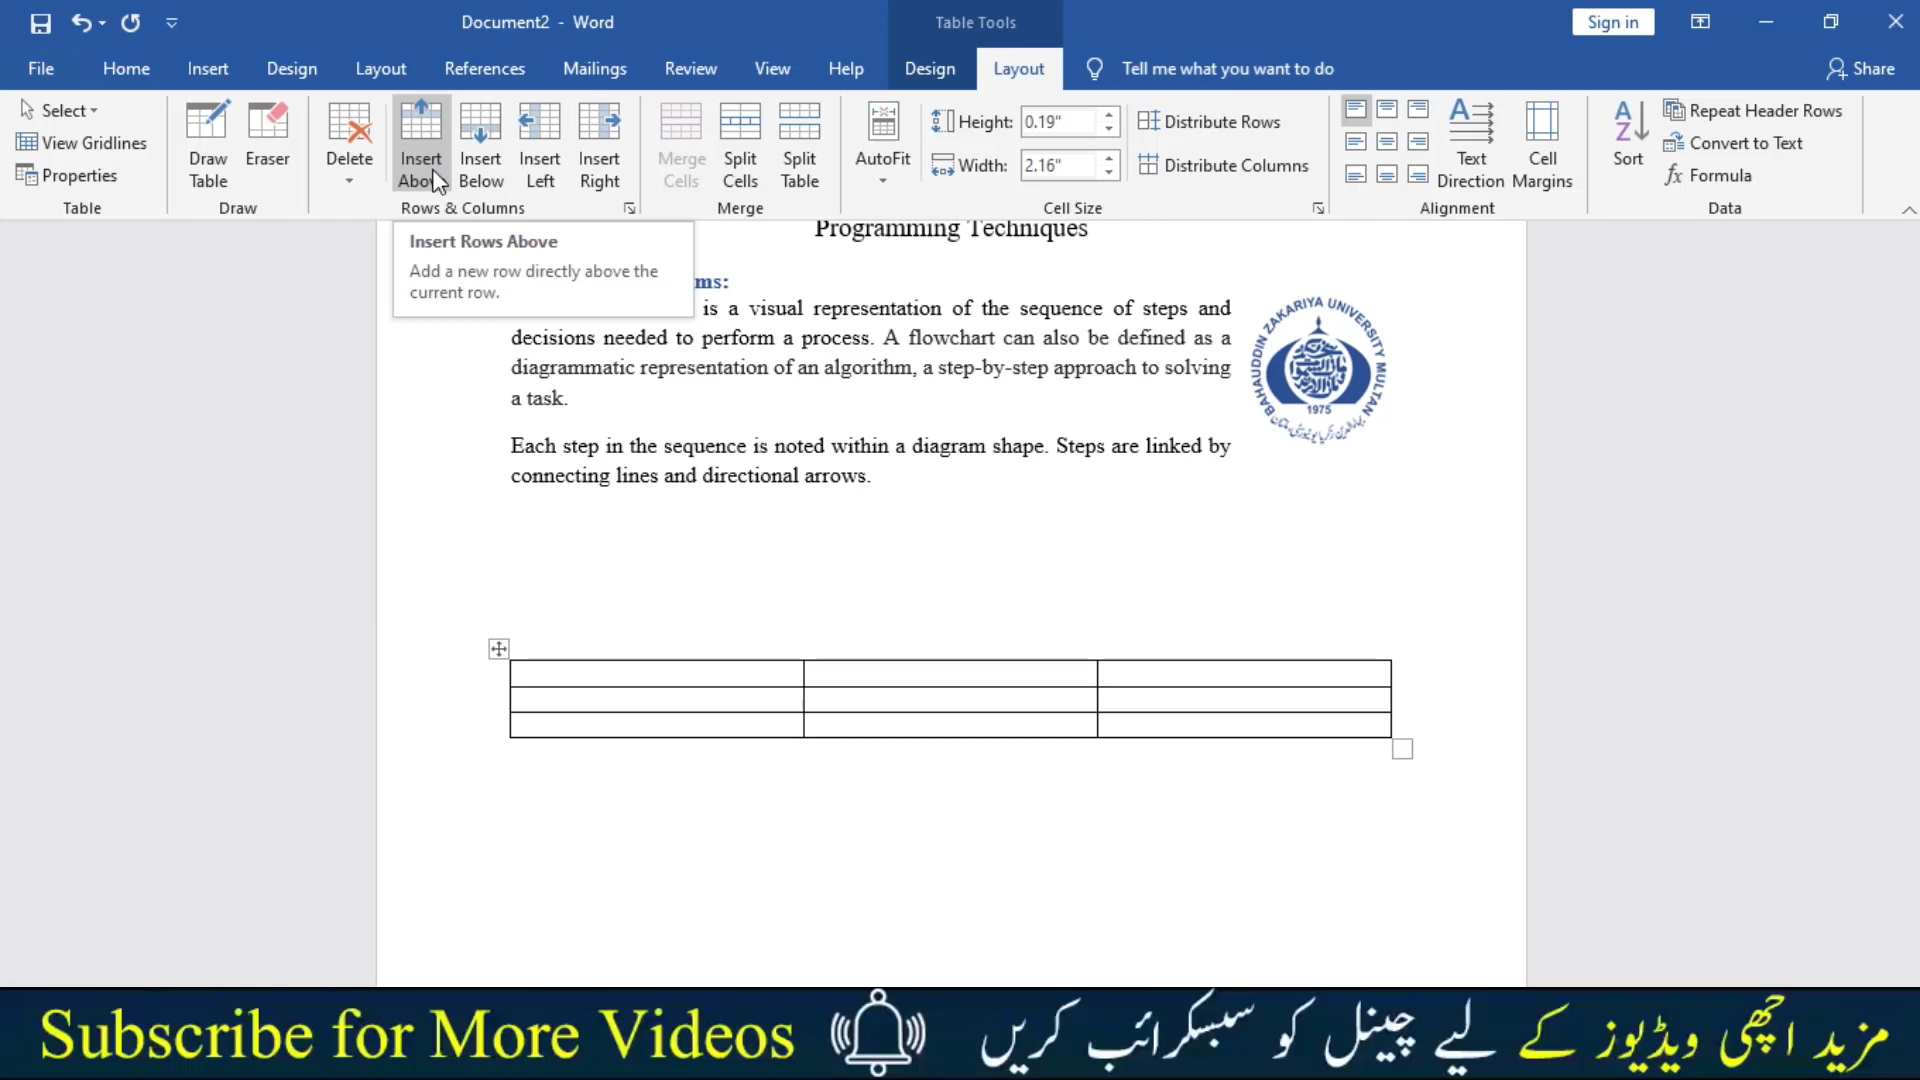 Document2 - Word
Table Tools
Sign in
File
Home
Insert
Design
Layout
References
Mailings
Review
View
Help
Design
Layout
Tell me what you want to do
Share
Select
View Gridlines
Properties
Table
Draw
Table
Eraser
Draw
Delete
Insert
Above
Insert
Below
Insert
Left
Insert
Right
Rows & Columns
Merge
Cells
Split
Cells
Split
Table
Merge
AutoFit
Height: 0.19"
Width: 2.16"
Distribute Rows
Distribute Columns
Cell Size
Text
Direction
Cell
Margins
Alignment
A
Z
Sort
Repeat Header Rows
Convert to Text
fx Formula
Data
Insert Rows Above
Add a new row directly above the
current row.
Programming Techniques
ms:
is a visual representation of the sequence of steps and
decisions needed to perform a process. A flowchart can also be defined as a
diagrammatic representation of an algorithm, a step-by-step approach to solving
a task.
Each step in the sequence is noted within a diagram shape. Steps are linked by
connecting lines and directional arrows.
BAHAUDDIN ZAKARIYA UNIVERSITY MULTAN
1975
Subscribe for More Videos
مزید اچھی ویڈیوز کے لیے چینل کو سبسکرائب کریں